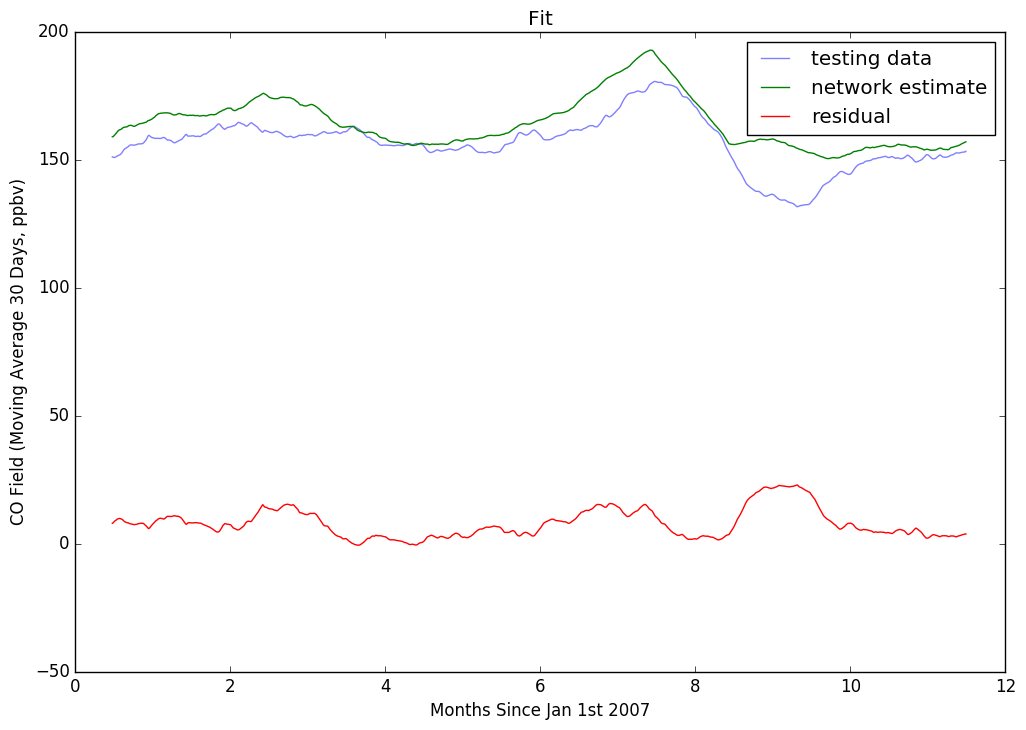 Fit
200
150
100
50
0
−50
0 2 4 6 8 10 12
CO Field (Moving Average 30 Days, ppbv)
Months Since Jan 1st 2007
testing data
network estimate
residual